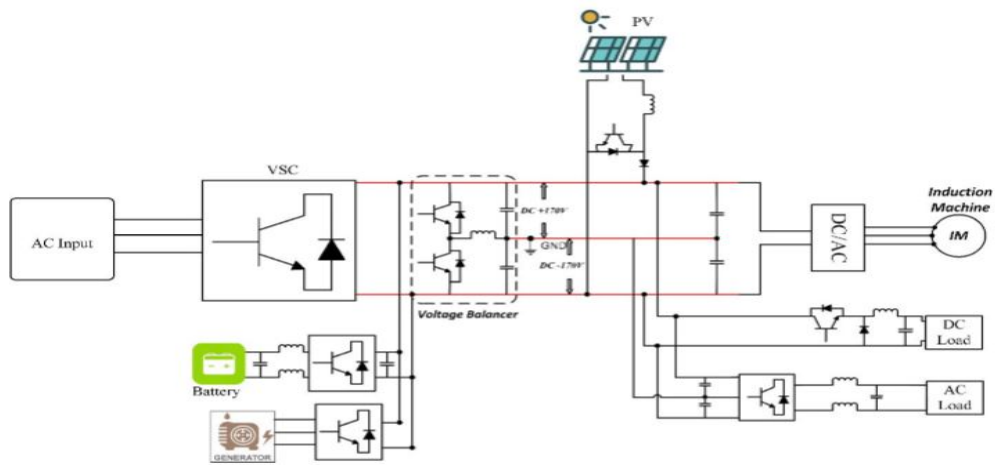 PV
VSC
AC Input
DC +170V
GND
DC -170V
Voltage Balancer
DC/AC
Induction
Machine
IM
DC
Load
AC
Load
Battery
GENERATOR